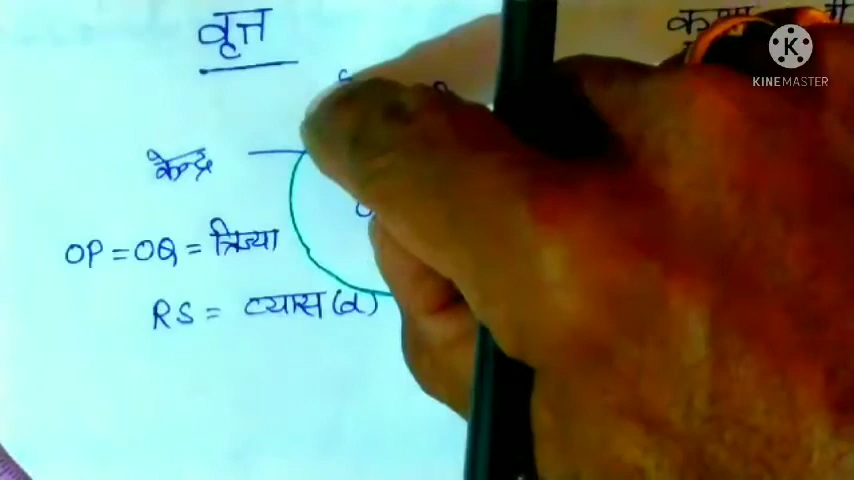 वृत्त
केन्द्र
O
OP = OQ = त्रिज्या
RS = व्यास (d)
KINEMASTER